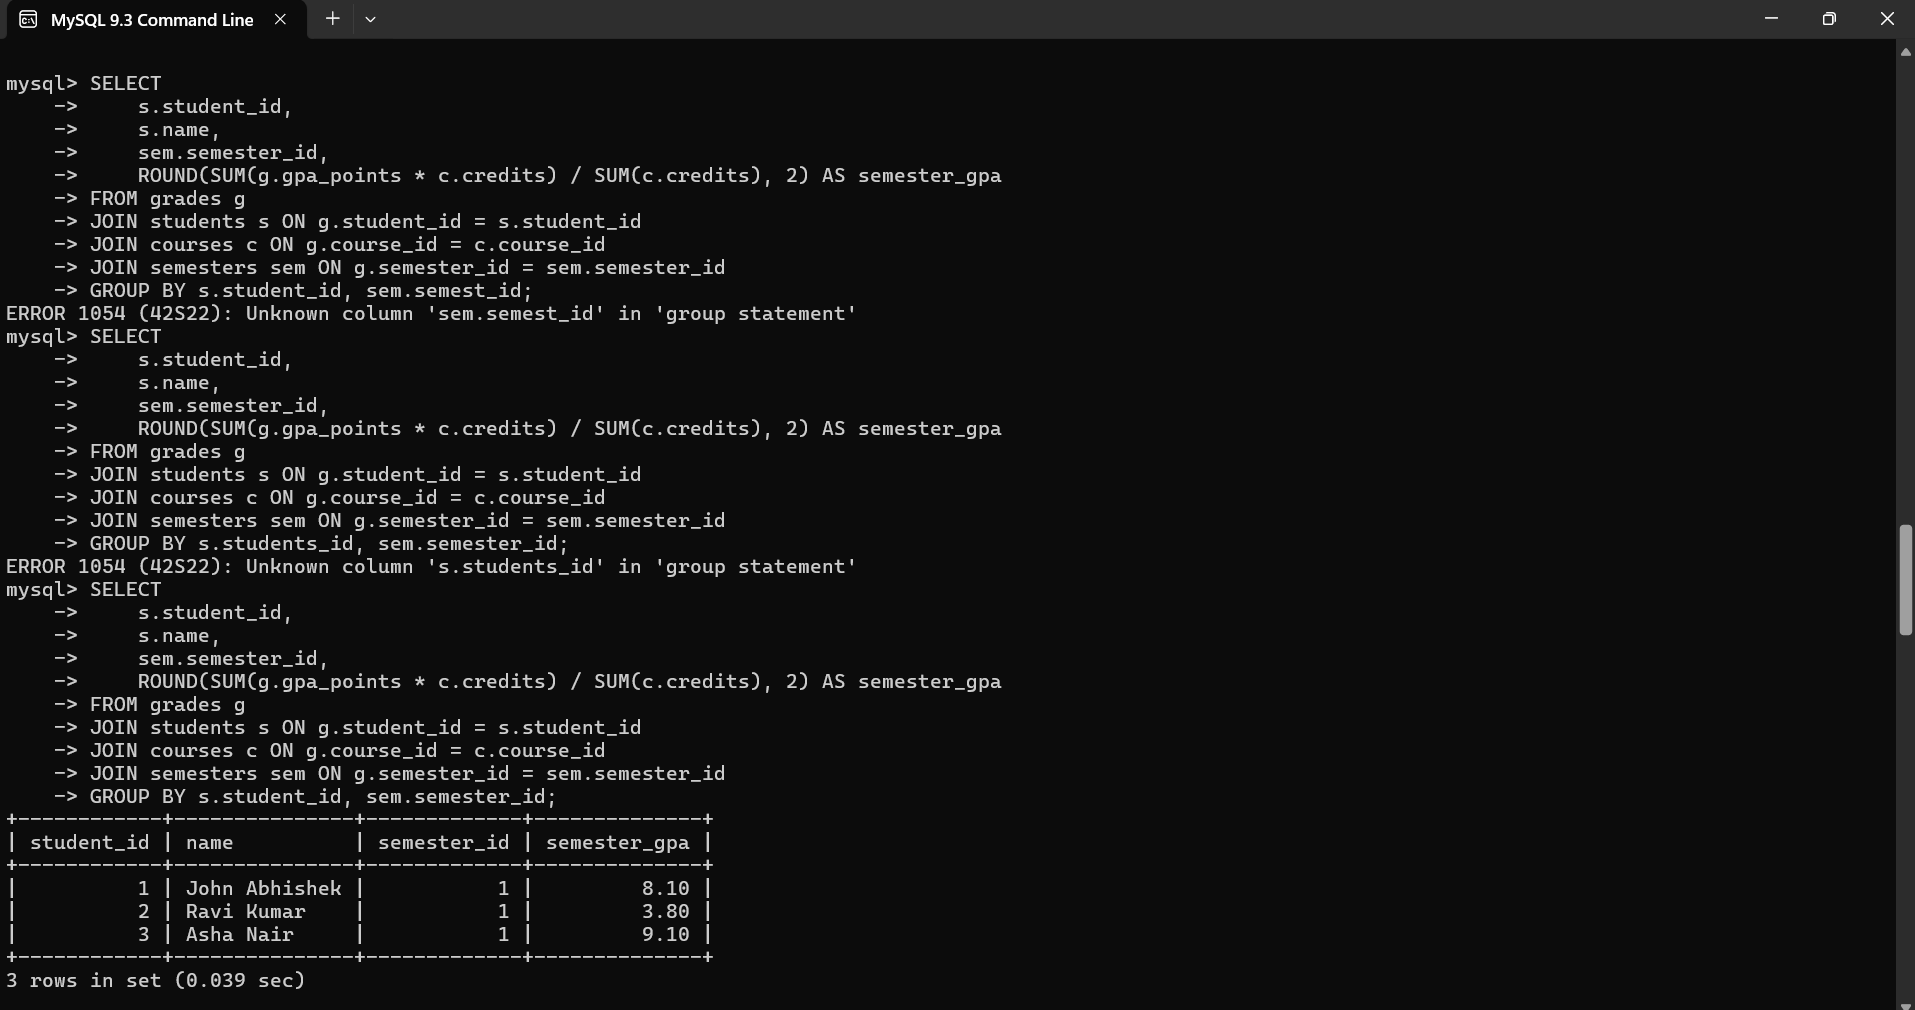 MySQL 9.3 Command Line
mysql> SELECT
    ->     s.student_id,
    ->     s.name,
    ->     sem.semester_id,
    ->     ROUND(SUM(g.gpa_points * c.credits) / SUM(c.credits), 2) AS semester_gpa
    -> FROM grades g
    -> JOIN students s ON g.student_id = s.student_id
    -> JOIN courses c ON g.course_id = c.course_id
    -> JOIN semesters sem ON g.semester_id = sem.semester_id
    -> GROUP BY s.student_id, sem.semest_id;
ERROR 1054 (42S22): Unknown column 'sem.semest_id' in 'group statement'
mysql> SELECT
    ->     s.student_id,
    ->     s.name,
    ->     sem.semester_id,
    ->     ROUND(SUM(g.gpa_points * c.credits) / SUM(c.credits), 2) AS semester_gpa
    -> FROM grades g
    -> JOIN students s ON g.student_id = s.student_id
    -> JOIN courses c ON g.course_id = c.course_id
    -> JOIN semesters sem ON g.semester_id = sem.semester_id
    -> GROUP BY s.students_id, sem.semester_id;
ERROR 1054 (42S22): Unknown column 's.students_id' in 'group statement'
mysql> SELECT
    ->     s.student_id,
    ->     s.name,
    ->     sem.semester_id,
    ->     ROUND(SUM(g.gpa_points * c.credits) / SUM(c.credits), 2) AS semester_gpa
    -> FROM grades g
    -> JOIN students s ON g.student_id = s.student_id
    -> JOIN courses c ON g.course_id = c.course_id
    -> JOIN semesters sem ON g.semester_id = sem.semester_id
    -> GROUP BY s.student_id, sem.semester_id;
+------------+---------------+-------------+--------------+
| student_id | name          | semester_id | semester_gpa |
+------------+---------------+-------------+--------------+
|          1 | John Abhishek |           1 |         8.10 |
|          2 | Ravi Kumar    |           1 |         3.80 |
|          3 | Asha Nair     |           1 |         9.10 |
+------------+---------------+-------------+--------------+
3 rows in set (0.039 sec)